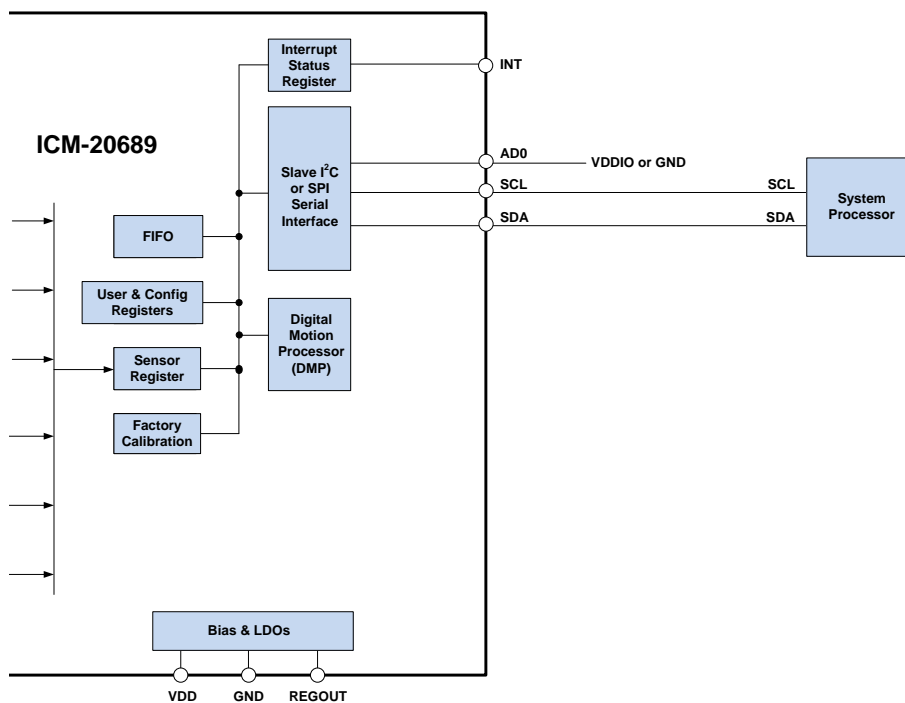 Interrupt
Status
Register
INT
ICM-20689
Slave I²C
or SPI
Serial
Interface
AD0
VDDIO or GND
SCL
SCL
SDA
SDA
System
Processor
FIFO
User & Config
Registers
Digital
Motion
Processor
(DMP)
Sensor
Register
Factory
Calibration
Bias & LDOs
VDD
GND
REGOUT